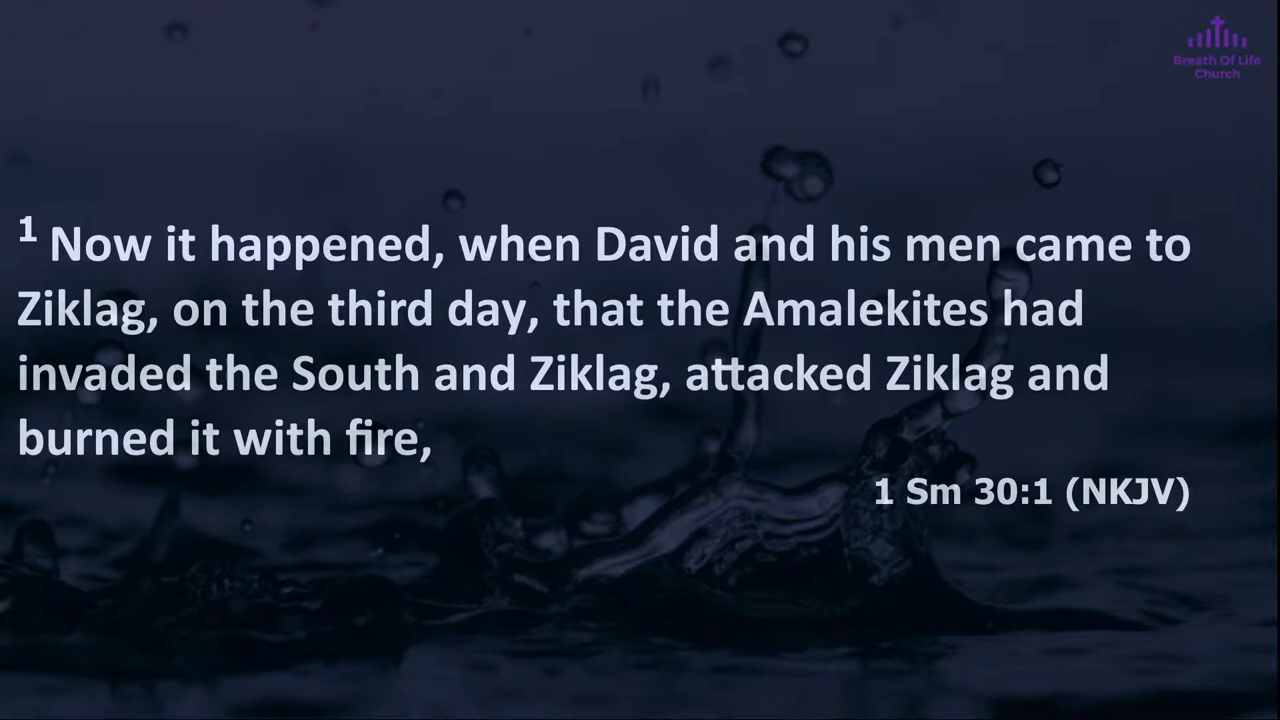 Breath Of Life
Church
1 Now it happened, when David and his men came to
Ziklag, on the third day, that the Amalekites had
invaded the South and Ziklag, attacked Ziklag and
burned it with fire,
1 Sm 30:1 (NKJV)